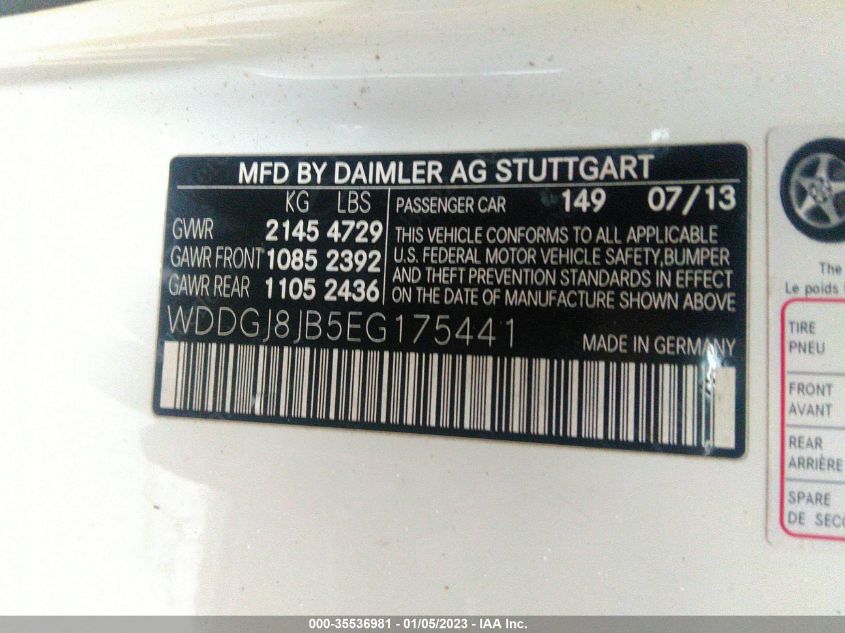 MFD BY DAIMLER AG STUTTGART
KG LBS
GVWR 2145 4729
GAWR FRONT 1085 2392
GAWR REAR 1105 2436
PASSENGER CAR 149 07/13
THIS VEHICLE CONFORMS TO ALL APPLICABLE
U.S. FEDERAL MOTOR VEHICLE SAFETY,BUMPER
AND THEFT PREVENTION STANDARDS IN EFFECT
ON THE DATE OF MANUFACTURE SHOWN ABOVE
WDDGJ8JB5EG175441
MADE IN GERMANY
The
Le poids
TIRE
PNEU
FRONT
AVANT
REAR
ARRIÈRE
SPARE
DE
000-35536981 - 01/05/2023 - IAA Inc.